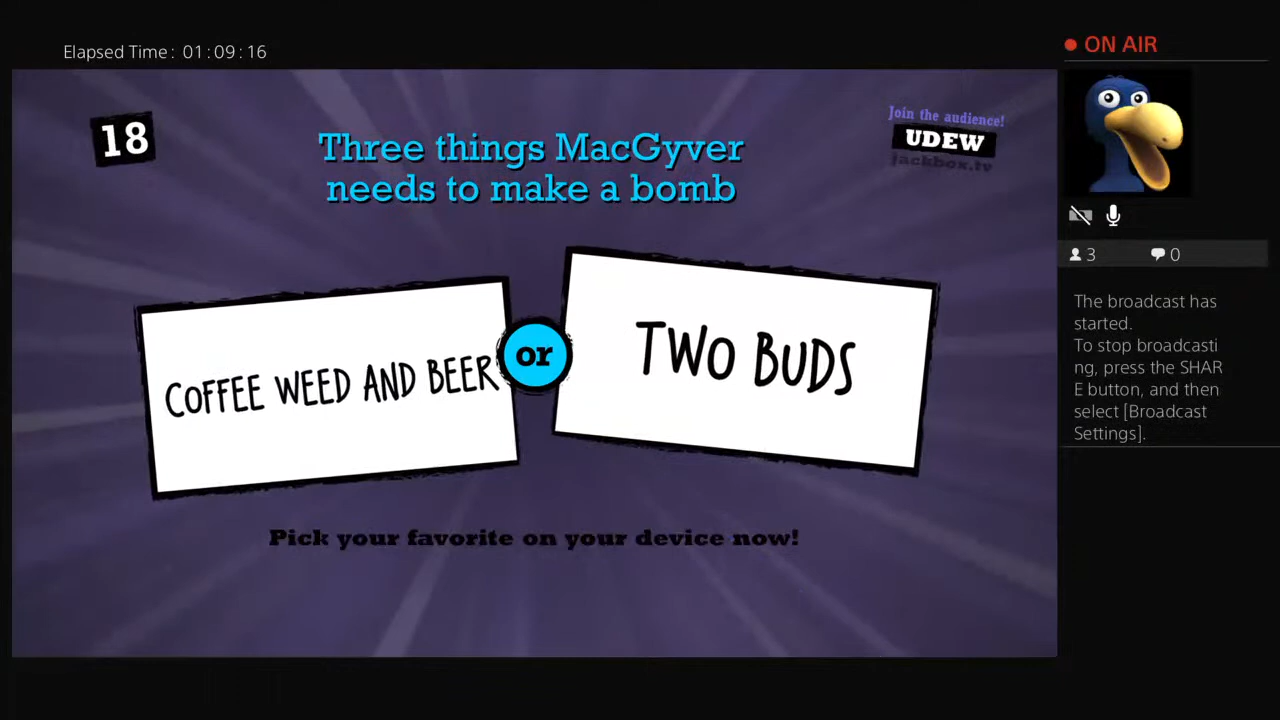 Elapsed Time: 01:09:16
ON AIR
18
Three things MacGyver
needs to make a bomb
Join the audience!
UDEW
jackbox.tv
COFFEE WEED AND BEER
or
TWO BUDS
Pick your favorite on your device now!
3
0
The broadcast has
started.
To stop broadcasti
ng, press the SHAR
E button, and then
select [Broadcast
Settings].